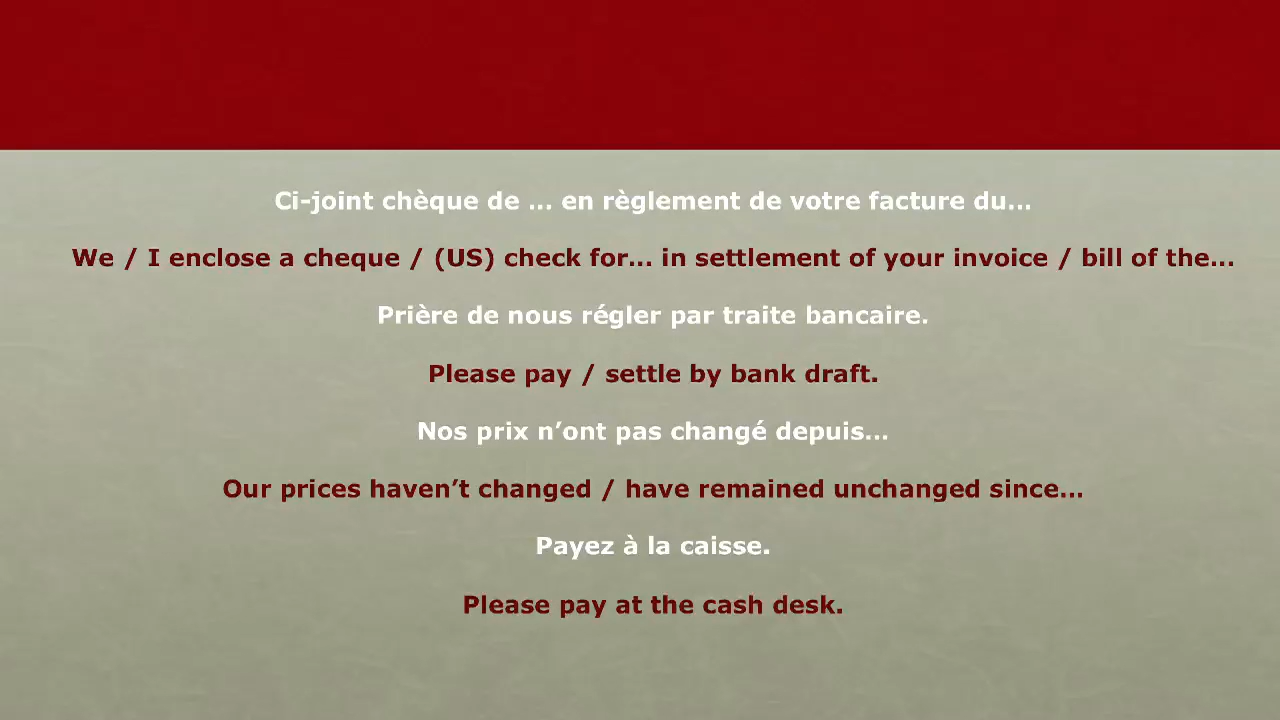 Ci-joint chèque de … en règlement de votre facture du…
We / I enclose a cheque / (US) check for… in settlement of your invoice / bill of the…
Prière de nous régler par traite bancaire.
Please pay / settle by bank draft.
Nos prix n’ont pas changé depuis…
Our prices haven’t changed / have remained unchanged since…
Payez à la caisse.
Please pay at the cash desk.